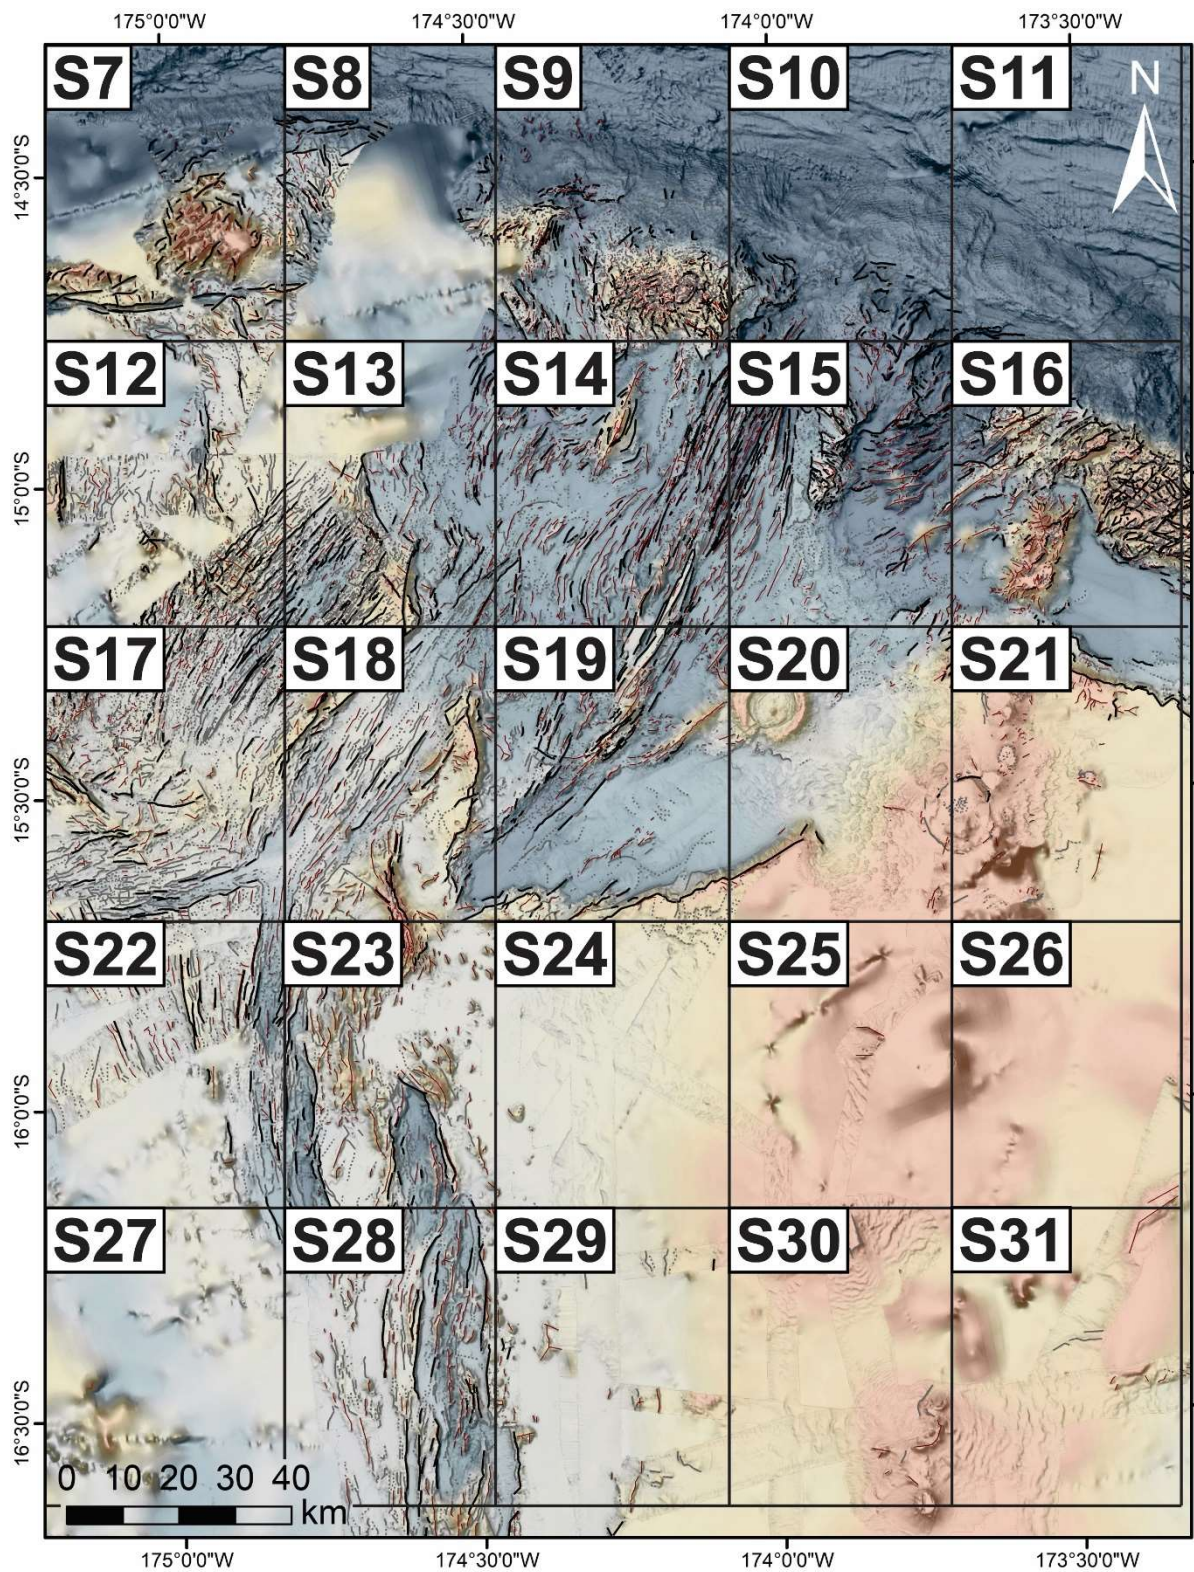 175°0'0"W 174°30'0"W 174°0'0"W 173°30'0"W
S7 S8 S9 S10 S11
N
14°30'0"S
S12 S13 S14 S15 S16
15°0'0"S
S17 S18 S19 S20 S21
15°30'0"S
S22 S23 S24 S25 S26
16°0'0"S
S27 S28 S29 S30 S31
16°30'0"S
0 10 20 30 40
km
175°0'0"W 174°30'0"W 174°0'0"W 173°30'0"W